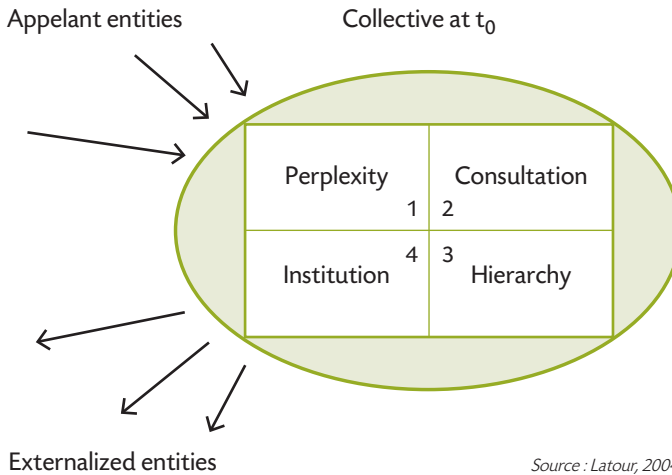 Appelant entities
Collective at t0
Perplexity
Consultation
1
2
4
3
Institution
Hierarchy
Externalized entities
Source : Latour, 200